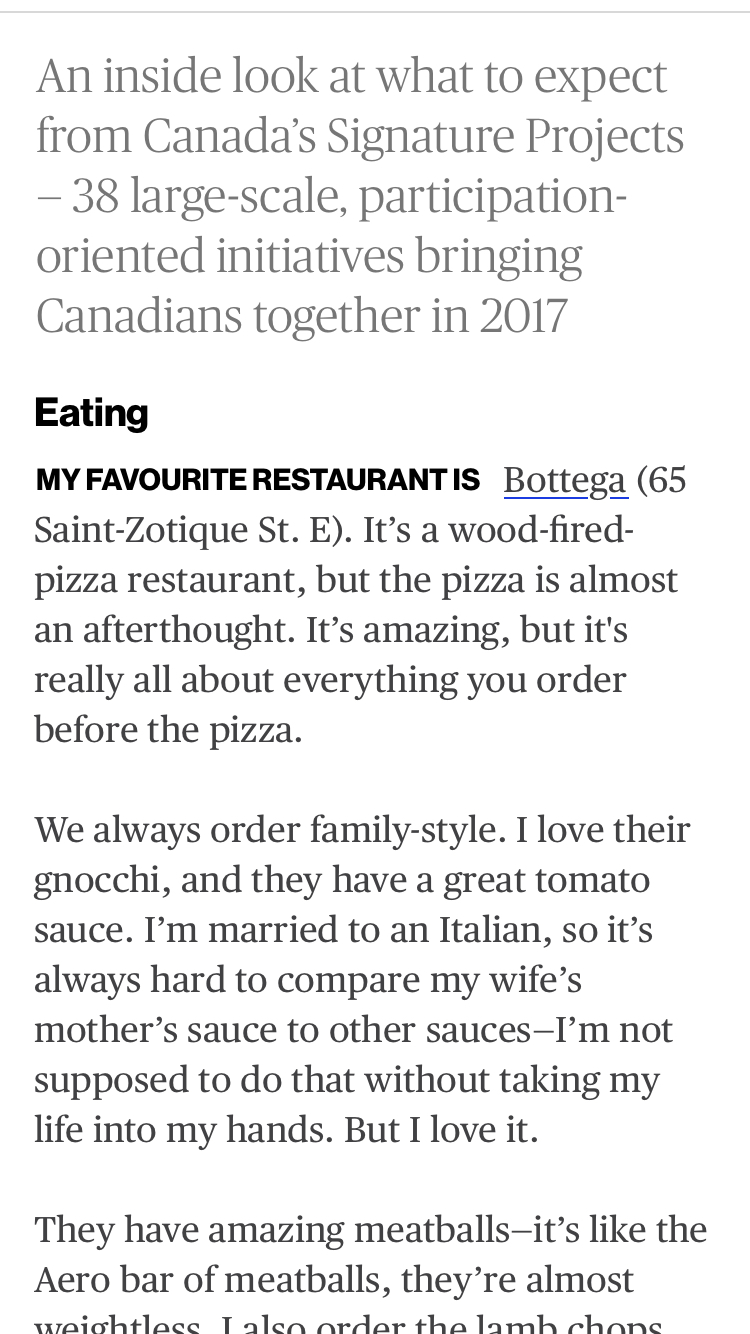 An inside look at what to expect
from Canada’s Signature Projects
– 38 large-scale, participation-
oriented initiatives bringing
Canadians together in 2017
Eating
MY FAVOURITE RESTAURANT IS Bottega (65
Saint-Zotique St. E). It’s a wood-fired-
pizza restaurant, but the pizza is almost
an afterthought. It’s amazing, but it's
really all about everything you order
before the pizza.
We always order family-style. I love their
gnocchi, and they have a great tomato
sauce. I’m married to an Italian, so it’s
always hard to compare my wife’s
mother’s sauce to other sauces—I’m not
supposed to do that without taking my
life into my hands. But I love it.
They have amazing meatballs—it’s like the
Aero bar of meatballs, they’re almost
weightless. I also order the lamb chops